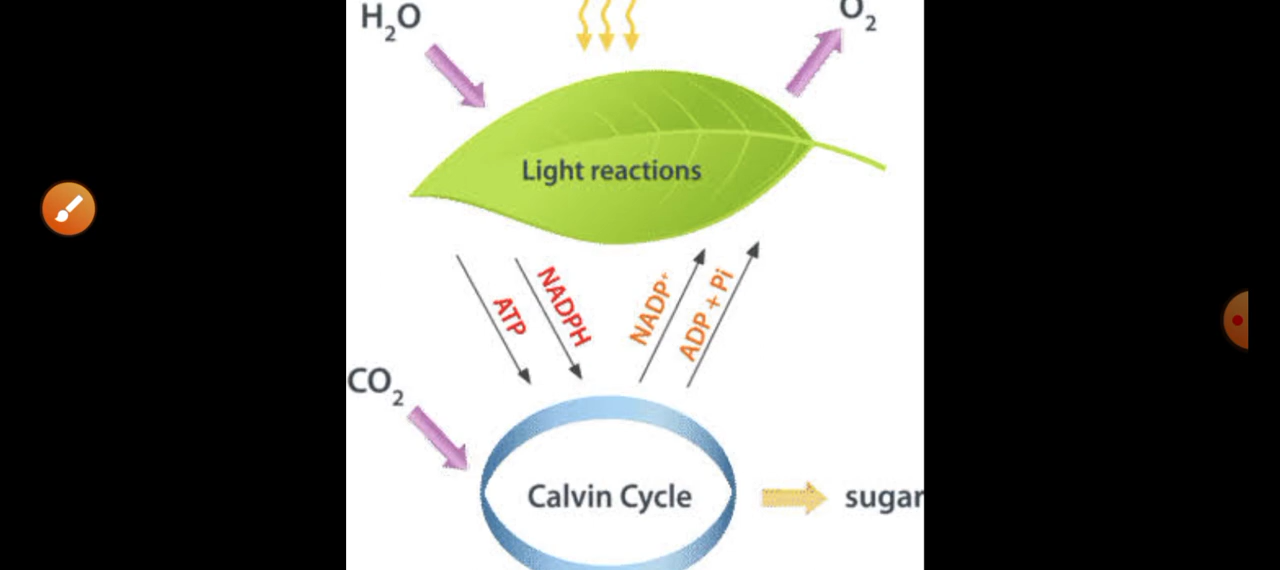 H₂O
O₂
Light reactions
ATP
NADPH
NADP⁺
ADP + Pi
CO₂
Calvin Cycle
sugar